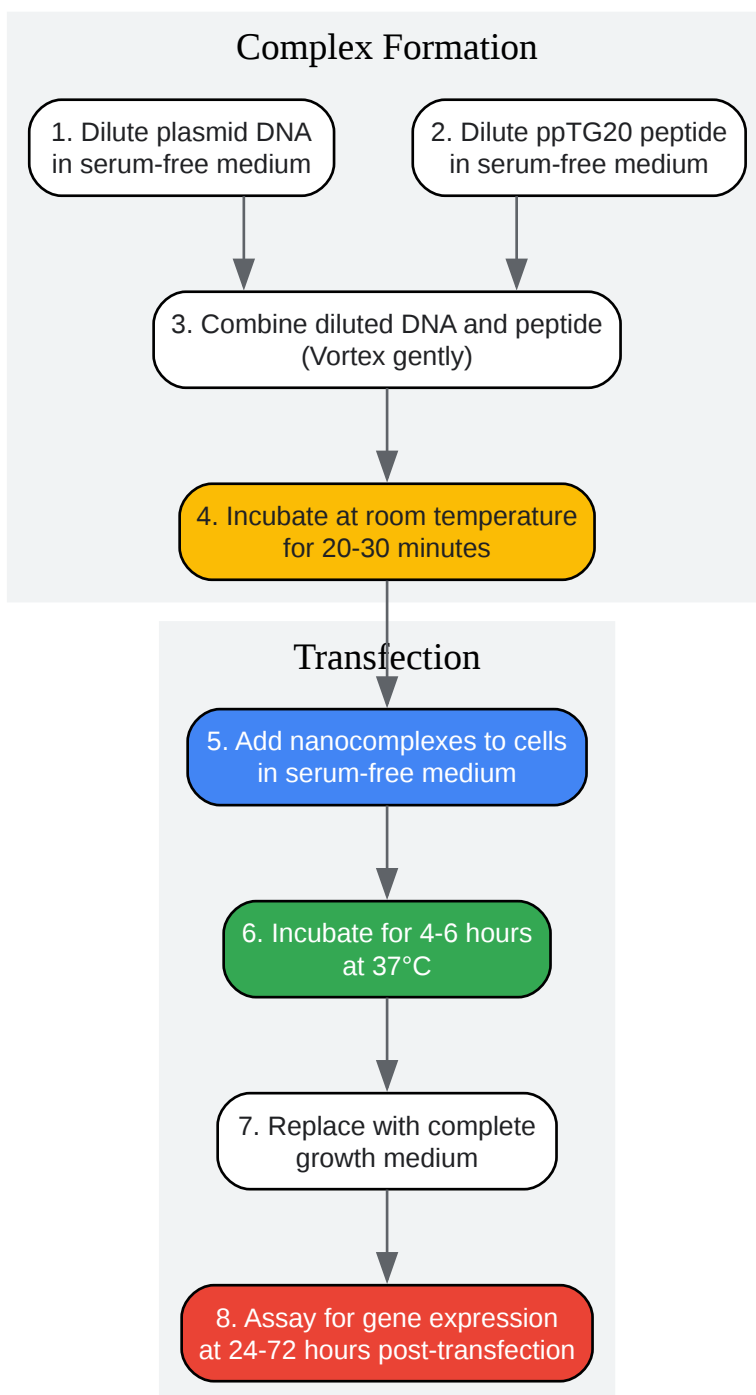 Complex Formation
1. Dilute plasmid DNA
in serum-free medium
2. Dilute ppTG20 peptide
in serum-free medium
3. Combine diluted DNA and peptide
(Vortex gently)
4. Incubate at room temperature
for 20-30 minutes
Transfection
5. Add nanocomplexes to cells
in serum-free medium
6. Incubate for 4-6 hours
at 37°C
7. Replace with complete
growth medium
8. Assay for gene expression
at 24-72 hours post-transfection